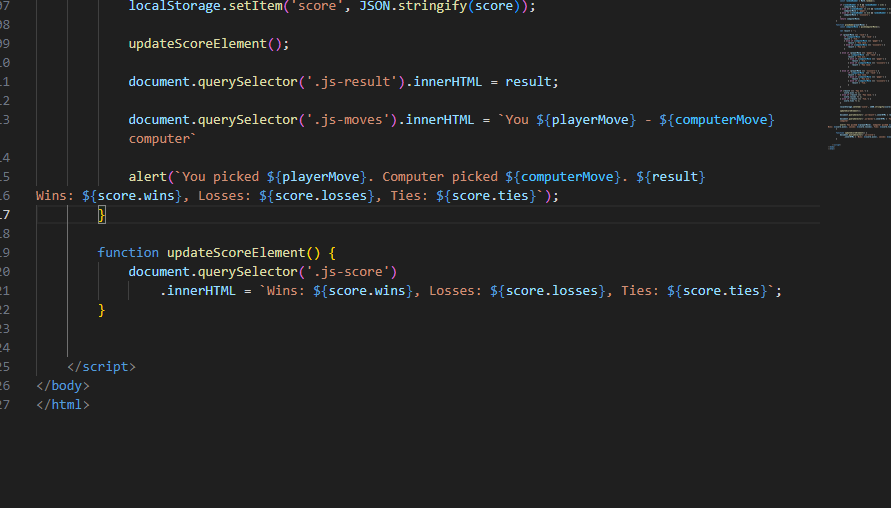 07 localStorage.setItem('score', JSON.stringify(score));
08
09 updateScoreElement();
10
11 document.querySelector('.js-result').innerHTML = result;
12
13 document.querySelector('.js-moves').innerHTML = `You ${playerMove} - ${computerMove}
computer`
14
15 alert(`You picked ${playerMove}. Computer picked ${computerMove}. ${result}
16 Wins: ${score.wins}, Losses: ${score.losses}, Ties: ${score.ties}`);
17 }
18
19 function updateScoreElement() {
20 document.querySelector('.js-score')
21 .innerHTML = `Wins: ${score.wins}, Losses: ${score.losses}, Ties: ${score.ties}`;
22 }
23
24
25 </script>
26 </body>
27 </html>